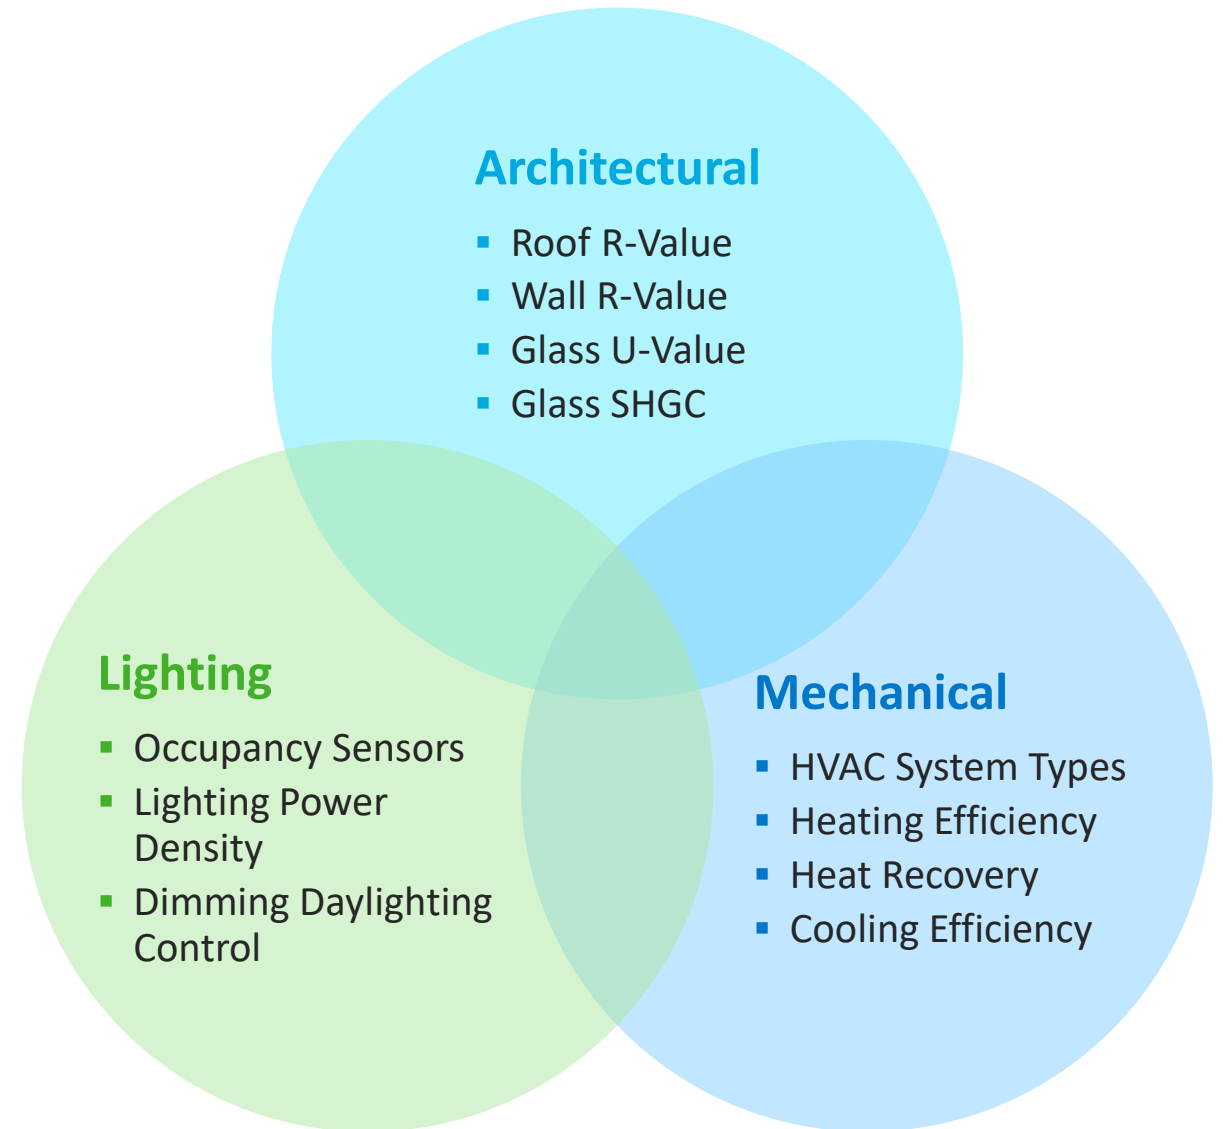 Architectural
▪ Roof R-Value
▪ Wall R-Value
▪ Glass U-Value
▪ Glass SHGC
Lighting
▪ Occupancy Sensors
▪ Lighting Power
Density
▪ Dimming Daylighting
Control
Mechanical
▪ HVAC System Types
▪ Heating Efficiency
▪ Heat Recovery
▪ Cooling Efficiency